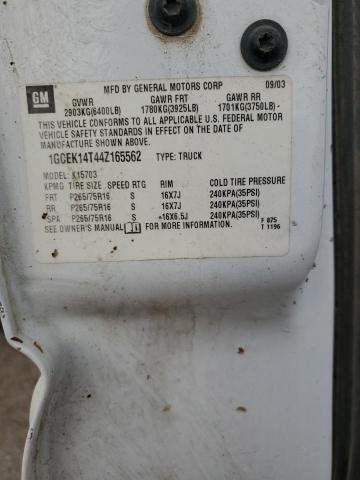 MFD BY GENERAL MOTORS CORP 09/03
GM
GVWR GAWR FRT GAWR RR
2903KG(6400LB) 1780KG(3925LB) 1701KG(3750LB)
THIS VEHICLE CONFORMS TO ALL APPLICABLE U.S. FEDERAL MOTOR
VEHICLE SAFETY STANDARDS IN EFFECT ON THE DATE OF
MANUFACTURE SHOWN ABOVE.
1GCEK14T44Z165562 TYPE: TRUCK
MODEL: K15703
KPMG TIRE SIZE SPEED RTG RIM COLD TIRE PRESSURE
FRT P265/75R16 S 16X7J 240KPA(35PSI)
RR P265/75R16 S 16X7J 240KPA(35PSI)
SPA P265/75R16 S 16X6.5J 240KPA(35PSI) F 075
SEE OWNER'S MANUAL FOR MORE INFORMATION. T 1196